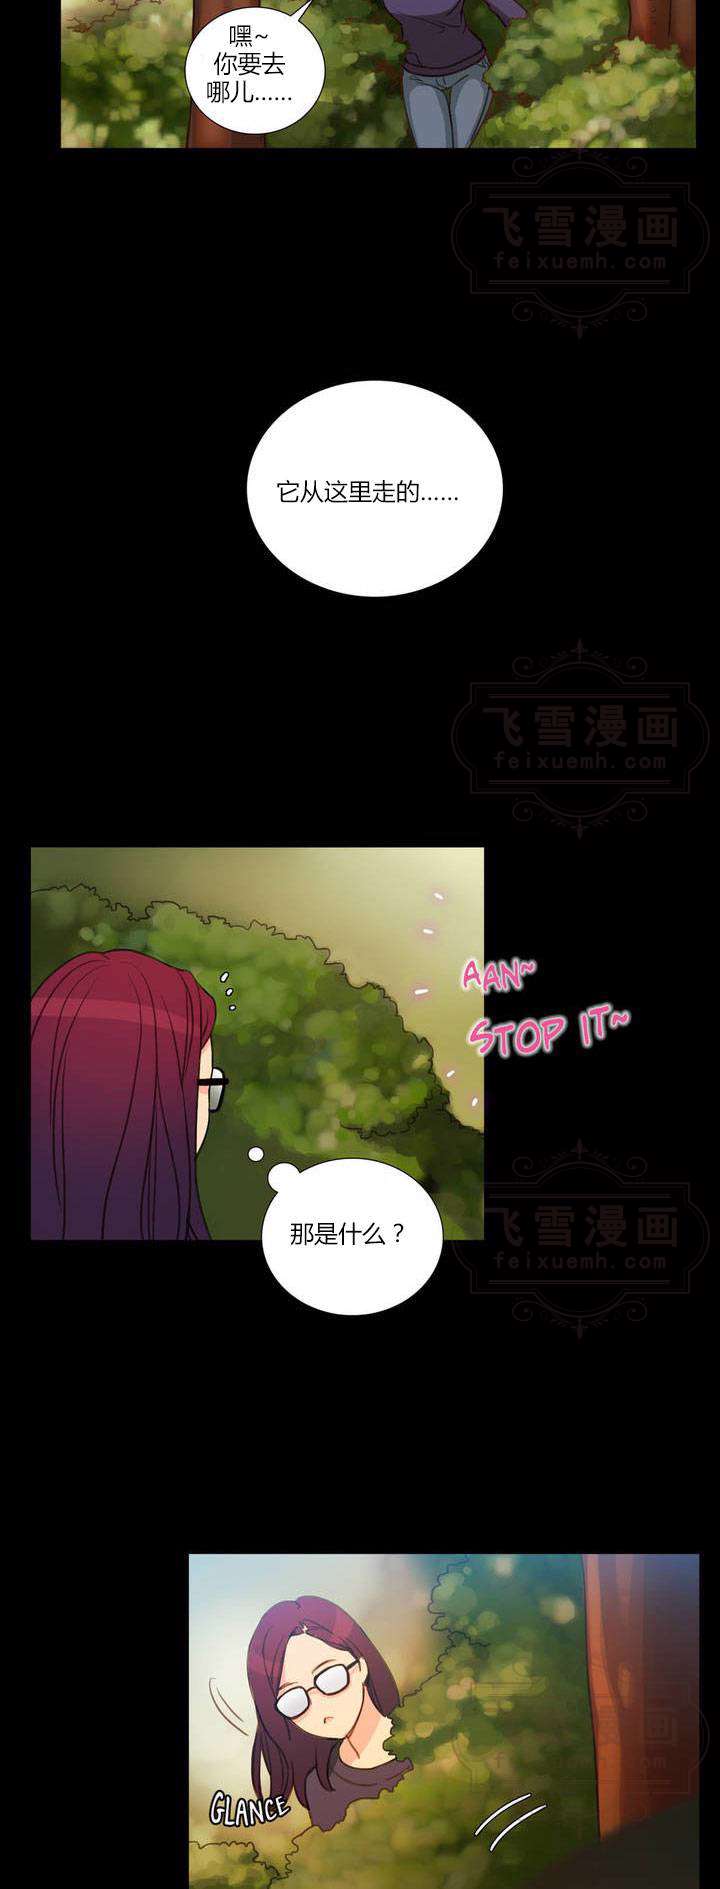 嘿~
你要去
哪儿……
飞雪漫画
feixuemh.com
它从这里走的……
飞雪漫画
feixuemh.com
AAN~
STOP IT~
飞雪漫画
feixuemh.com
那是什么？
GLANCE